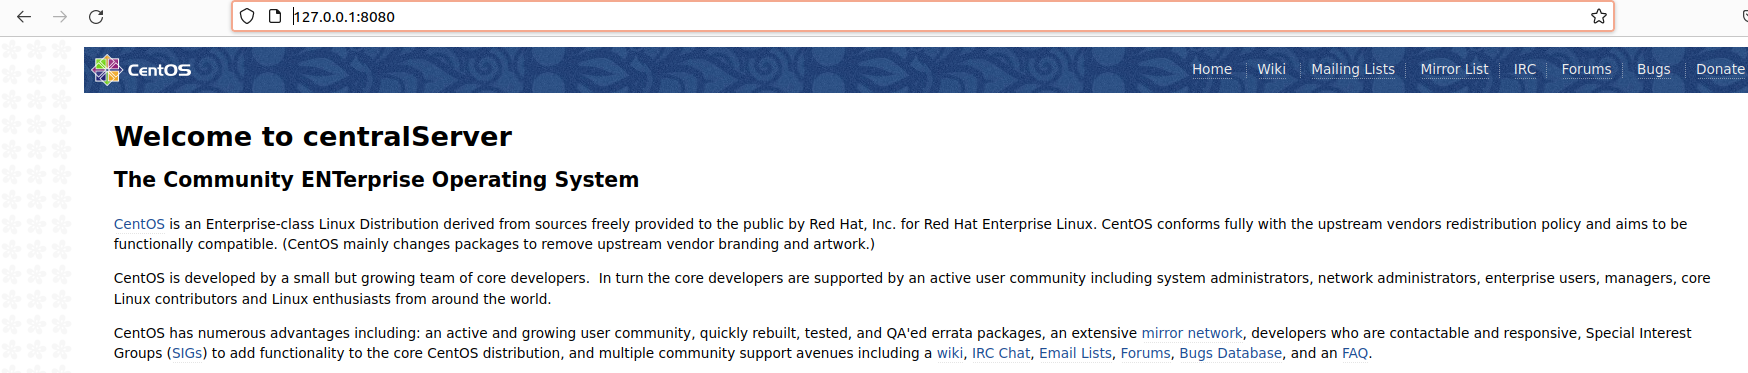 127.0.0.1:8080
CentOS
Home Wiki Mailing Lists Mirror List IRC Forums Bugs Donate
Welcome to centralServer
The Community ENTerprise Operating System
CentOS is an Enterprise-class Linux Distribution derived from sources freely provided to the public by Red Hat, Inc. for Red Hat Enterprise Linux. CentOS conforms fully with the upstream vendors redistribution policy and aims to be
functionally compatible. (CentOS mainly changes packages to remove upstream vendor branding and artwork.)
CentOS is developed by a small but growing team of core developers.  In turn the core developers are supported by an active user community including system administrators, network administrators, enterprise users, managers, core
Linux contributors and Linux enthusiasts from around the world.
CentOS has numerous advantages including: an active and growing user community, quickly rebuilt, tested, and QA'ed errata packages, an extensive mirror network, developers who are contactable and responsive, Special Interest
Groups (SIGs) to add functionality to the core CentOS distribution, and multiple community support avenues including a wiki, IRC Chat, Email Lists, Forums, Bugs Database, and an FAQ.